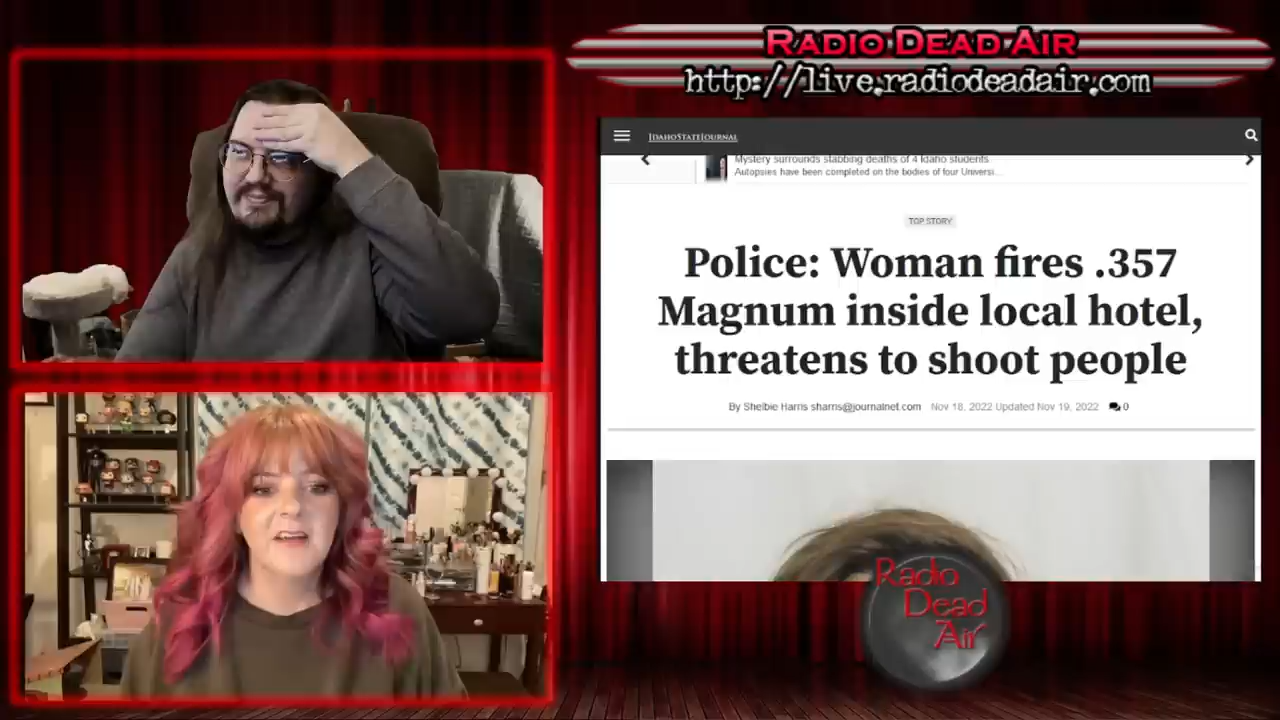 Radio Dead Air
http://live.radiodeadair.com
IDAHOSTATEJOURNAL
Mystery surrounds stabbing deaths of 4 Idaho students
Autopsies have been completed on the bodies of four Universi...
TOP STORY
Police: Woman fires .357
Magnum inside local hotel,
threatens to shoot people
By Shelbie Harris sharris@journalnet.com Nov 18, 2022 Updated Nov 19, 2022 0
Radio
Dead
Air